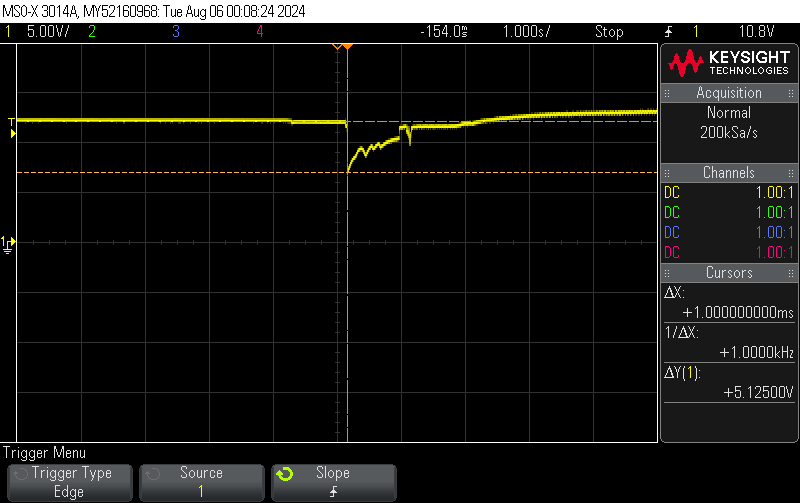 MSO-X 3014A, MY52160968: Tue Aug 06 00:08:24 2024
1 5.00V/ 2 3 4 -154.0ms 1.000s/ Stop 1 10.8V
KEYSIGHT
TECHNOLOGIES
Acquisition
Normal
200kSa/s
Channels
DC 1.00:1
DC 1.00:1
DC 1.00:1
DC 1.00:1
Cursors
ΔX:
+1.000000000ms
1/ΔX:
+1.0000kHz
ΔY(1):
+5.12500V
T
1
Trigger Menu
Trigger Type
Edge
Source
1
Slope